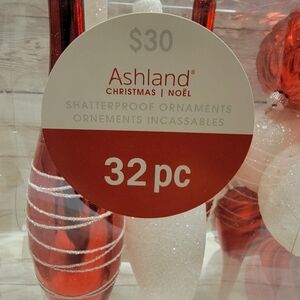 $30
Ashland®
CHRISTMAS | NOËL
SHATTERPROOF ORNAMENTS
ORNEMENTS INCASSABLES
32 pc